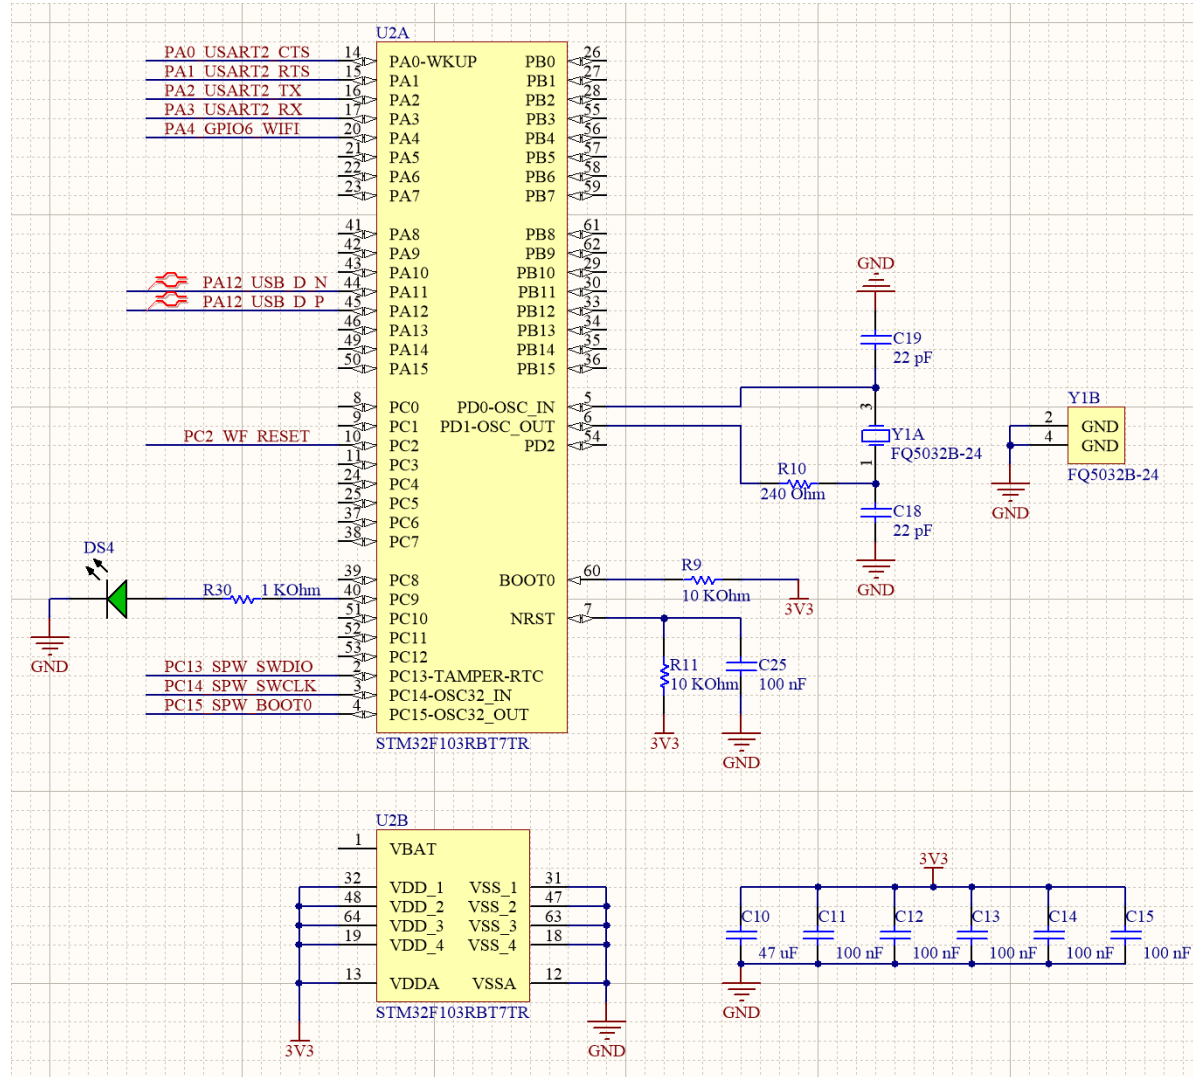 U2A
PA0 USART2 CTS 14 PA0-WKUP PB0 26
PA1 USART2 RTS 15 PA1 PB1 27
PA2 USART2 TX 16 PA2 PB2 28
PA3 USART2 RX 17 PA3 PB3 55
PA4 GPIO6 WIFI 20 PA4 PB4 56
21 PA5 PB5 57
22 PA6 PB6 58
23 PA7 PB7 59
41 PA8 PB8 61
42 PA9 PB9 62
43 PA10 PB10 29
PA12 USB D N 44 PA11 PB11 30
PA12 USB D P 45 PA12 PB12 33
46 PA13 PB13 34
49 PA14 PB14 35
50 PA15 PB15 36
8 PC0 PD0-OSC_IN 5
9 PC1 PD1-OSC_OUT 6
PC2 WF RESET 10 PC2 PD2 54
11 PC3
24 PC4
25 PC5
37 PC6
38 PC7
39 PC8 BOOT0 60
40 PC9
51 PC10 NRST 7
52 PC11
53 PC12
PC13 SPW SWDIO 2 PC13-TAMPER-RTC
PC14 SPW SWCLK 3 PC14-OSC32_IN
PC15 SPW BOOT0 4 PC15-OSC32_OUT
STM32F103RBT7TR
DS4
R30 1 KOhm
GND
GND
C19
22 pF
3
Y1A
FQ5032B-24
1
R10
240 Ohm
C18
22 pF
GND
Y1B
2 GND
4 GND
FQ5032B-24
GND
R9
10 KOhm
3V3
R11
10 KOhm
3V3
C25
100 nF
GND
U2B
1 VBAT
32 VDD_1 VSS_1 31
48 VDD_2 VSS_2 47
64 VDD_3 VSS_3 63
19 VDD_4 VSS_4 18
13 VDDA VSSA 12
STM32F103RBT7TR
3V3
GND
3V3
C10 C11 C12 C13 C14 C15
47 uF 100 nF 100 nF 100 nF 100 nF 100 nF
GND